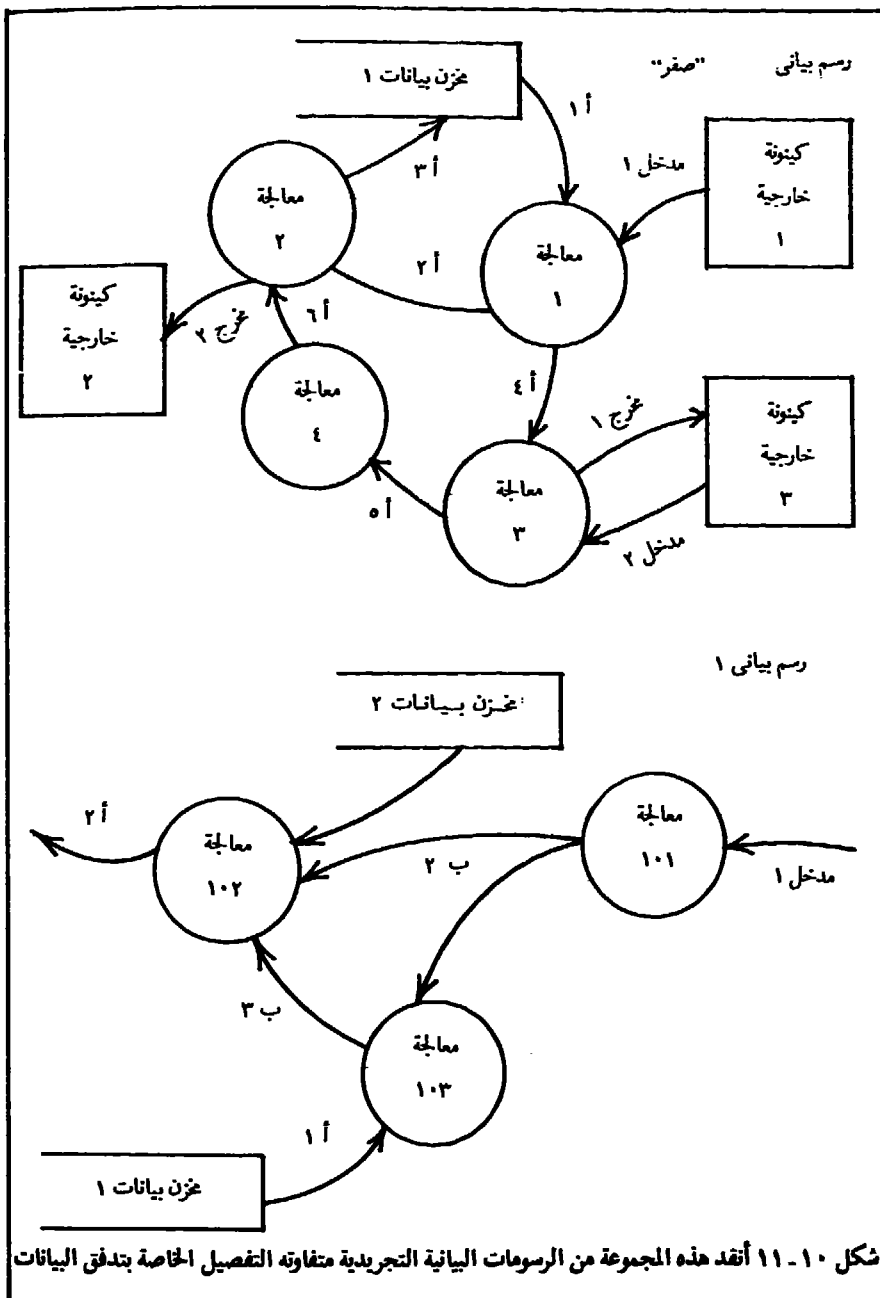 رسم بيانى "صفر"
مخزن بيانات ١
أ ١
كينونة
خارجية
١
مدخل ١
أ ٣
معالجة
٢
معالجة
١
أ ٢
كينونة
خارجية
٢
مخرج ٢
أ ٦
معالجة
٤
أ ٤
مخرج ١
كينونة
خارجية
٣
معالجة
٣
أ ٥
مدخل ٢
رسم بيانى ١
مخزن بيانات ٢
أ ٢
معالجة
١٠٢
معالجة
١٠١
ب ٢
مدخل ١
ب ٣
معالجة
١٠٣
أ ١
مخزن بيانات ١
شكل ١٠ - ١١ أنقد هذه المجموعة من الرسومات البيانية التجريدية متفاوته التفصيل الخاصة بتدفق البيانات